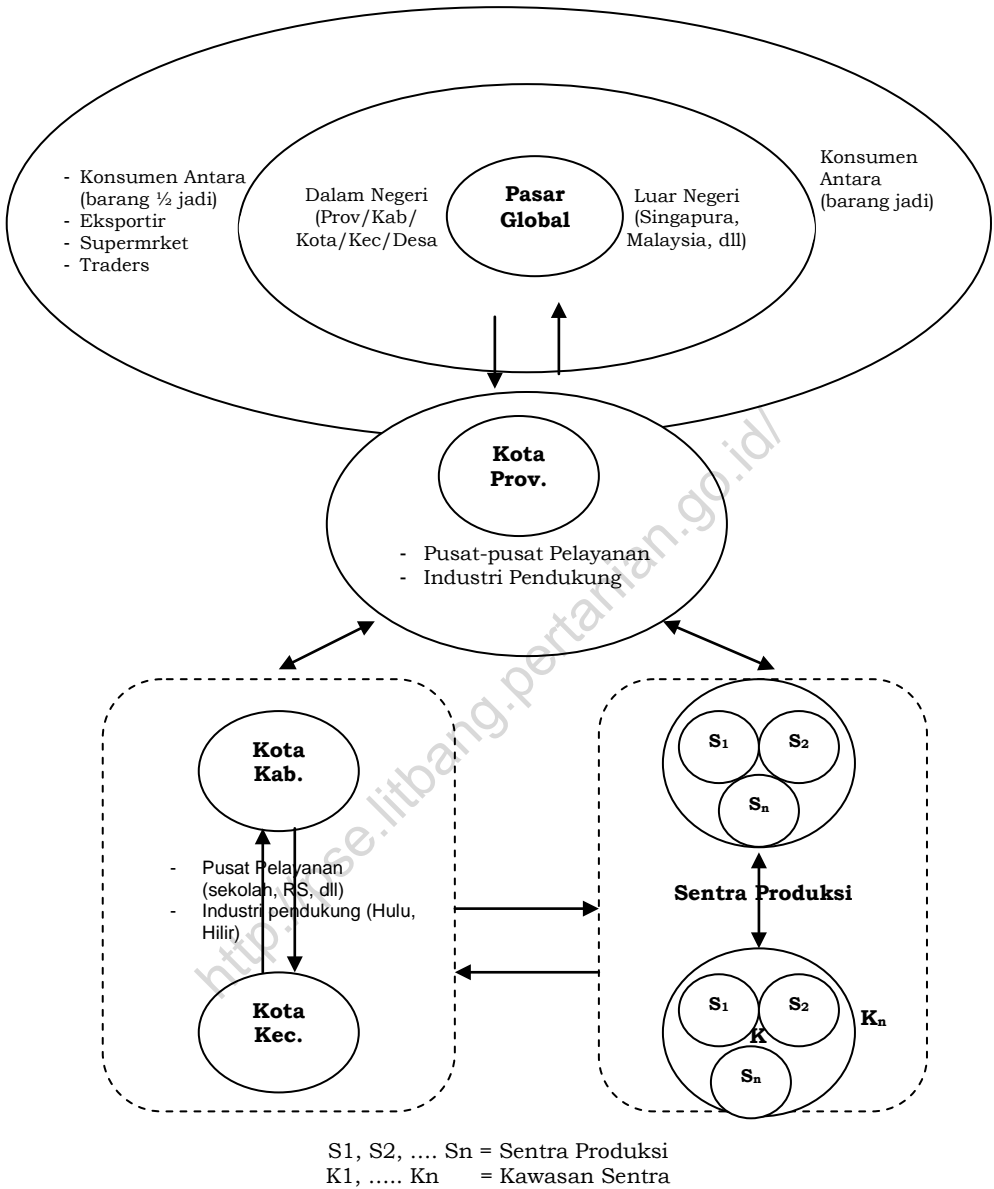 - Konsumen Antara
(barang ½ jadi)
- Eksportir
- Supermrket
- Traders
Dalam Negeri
(Prov/Kab/
Kota/Kec/Desa
Pasar
Global
Luar Negeri
(Singapura,
Malaysia, dll)
Konsumen
Antara
(barang jadi)
Kota
Prov.
- Pusat-pusat Pelayanan
- Industri Pendukung
Kota
Kab.
- Pusat Pelayanan
(sekolah, RS, dll)
- Industri pendukung (Hulu,
Hilir)
Kota
Kec.
S₁
S₂
Sₙ
Sentra Produksi
S₁
S₂
K
Sₙ
Kₙ
http://pse.litbang.pertanian.go.id/
S1, S2, .... Sn = Sentra Produksi
K1, ..... Kn = Kawasan Sentra